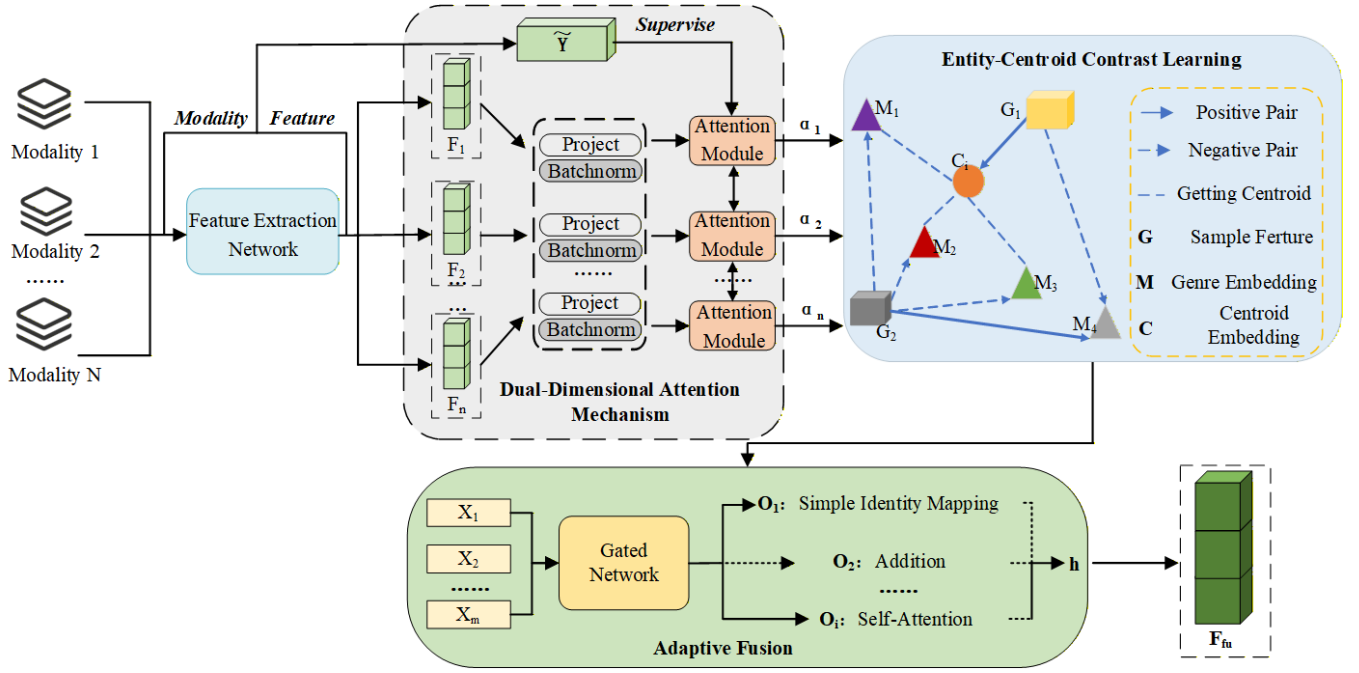 Modality 1
Modality 2
......
Modality N
Modality Feature
Feature Extraction
Network
Ỹ
Supervise
F1
F2
...
Fn
Project
Batchnorm
Project
Batchnorm
......
Project
Batchnorm
Attention
Module
Attention
Module
......
Attention
Module
Dual-Dimensional Attention
Mechanism
α1
α2
αn
Entity-Centroid Contrast Learning
M1
G1
Ci
M2
M3
G2
M4
Positive Pair
Negative Pair
Getting Centroid
G Sample Ferture
M Genre Embedding
C Centroid
Embedding
X1
X2
......
Xm
Gated
Network
O1: Simple Identity Mapping
O2: Addition
......
Oi: Self-Attention
h
Adaptive Fusion
Ffu